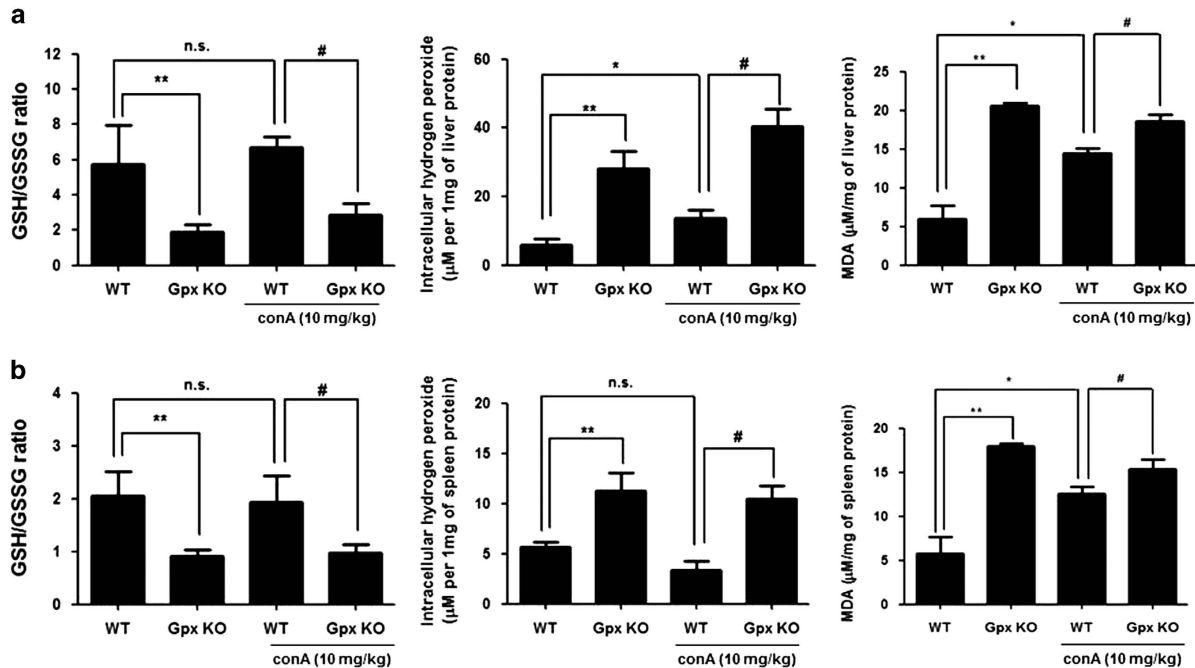 a
GSH/GSSG ratio
12
10
8
6
4
2
0
n.s.
**
#
WT
Gpx KO
WT
Gpx KO
conA (10 mg/kg)
Intracellular hydrogen peroxide
(µM per 1mg of liver protein)
60
40
20
0
*
**
#
WT
Gpx KO
WT
Gpx KO
conA (10 mg/kg)
MDA (µM/mg of liver protein)
25
20
15
10
5
0
*
**
#
WT
Gpx KO
WT
Gpx KO
conA (10 mg/kg)
b
GSH/GSSG ratio
4
3
2
1
0
n.s.
**
#
WT
Gpx KO
WT
Gpx KO
conA (10 mg/kg)
Intracellular hydrogen peroxide
(µM per 1mg of spleen protein)
20
15
10
5
0
n.s.
**
#
WT
Gpx KO
WT
Gpx KO
conA (10 mg/kg)
MDA (µM/mg of spleen protein)
20
15
10
5
0
*
**
#
WT
Gpx KO
WT
Gpx KO
conA (10 mg/kg)